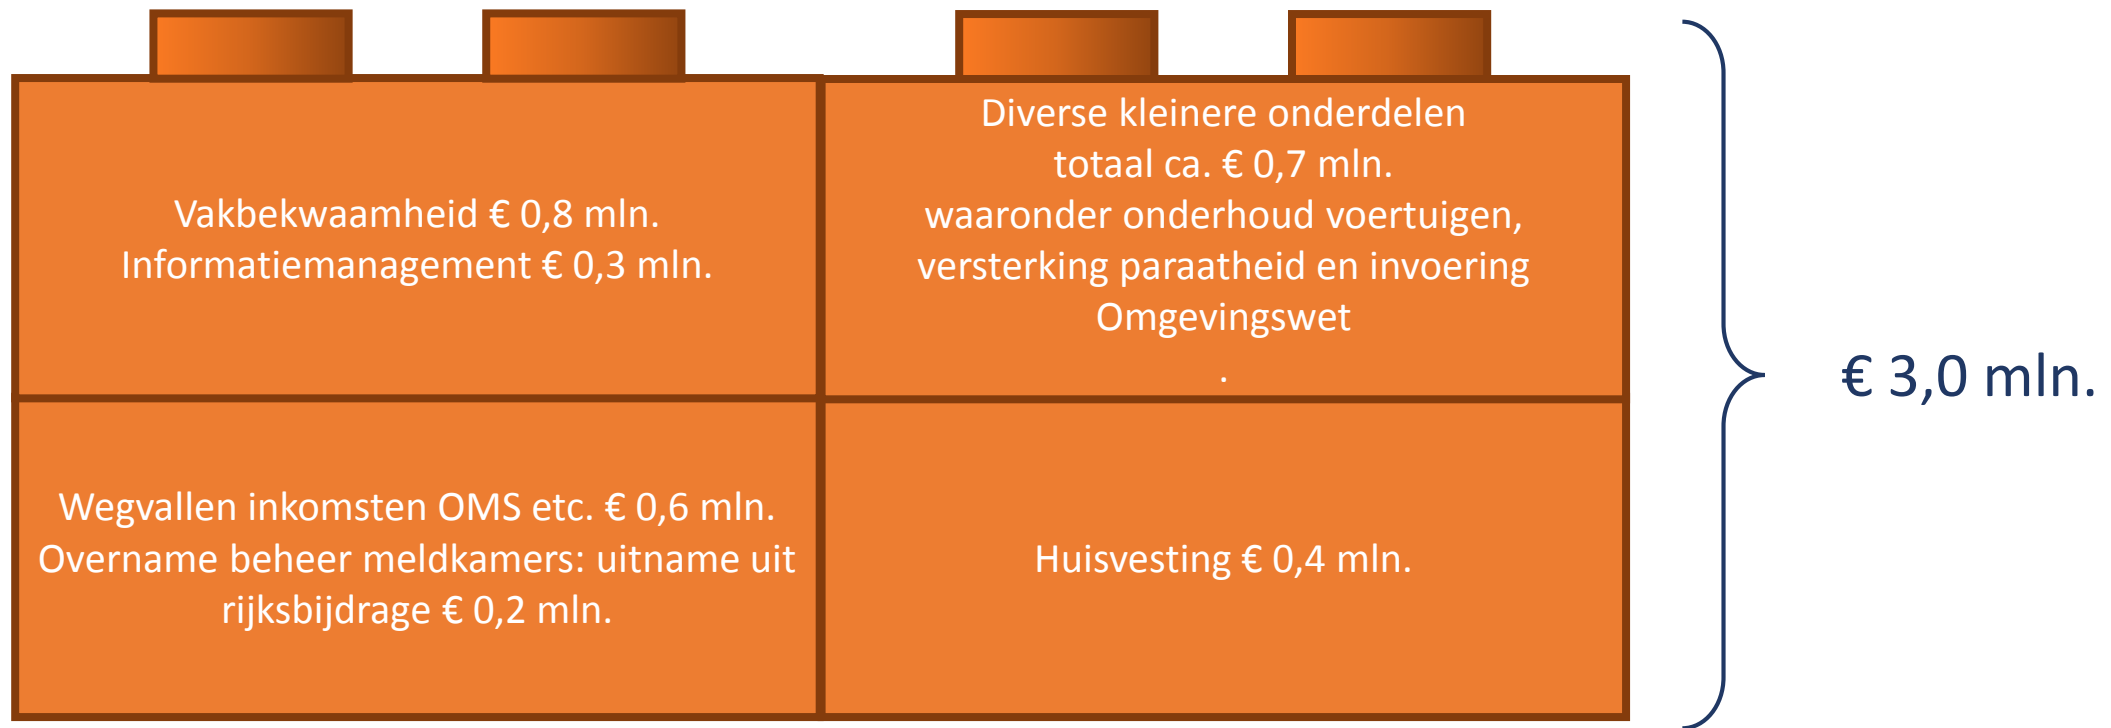 Vakbekwaamheid € 0,8 mln.
Informatiemanagement € 0,3 mln.
Diverse kleinere onderdelen
totaal ca. € 0,7 mln.
waaronder onderhoud voertuigen,
versterking paraatheid en invoering
Omgevingswet
.
Wegvallen inkomsten OMS etc. € 0,6 mln.
Overname beheer meldkamers: uitname uit
rijksbijdrage € 0,2 mln.
Huisvesting € 0,4 mln.
€ 3,0 mln.